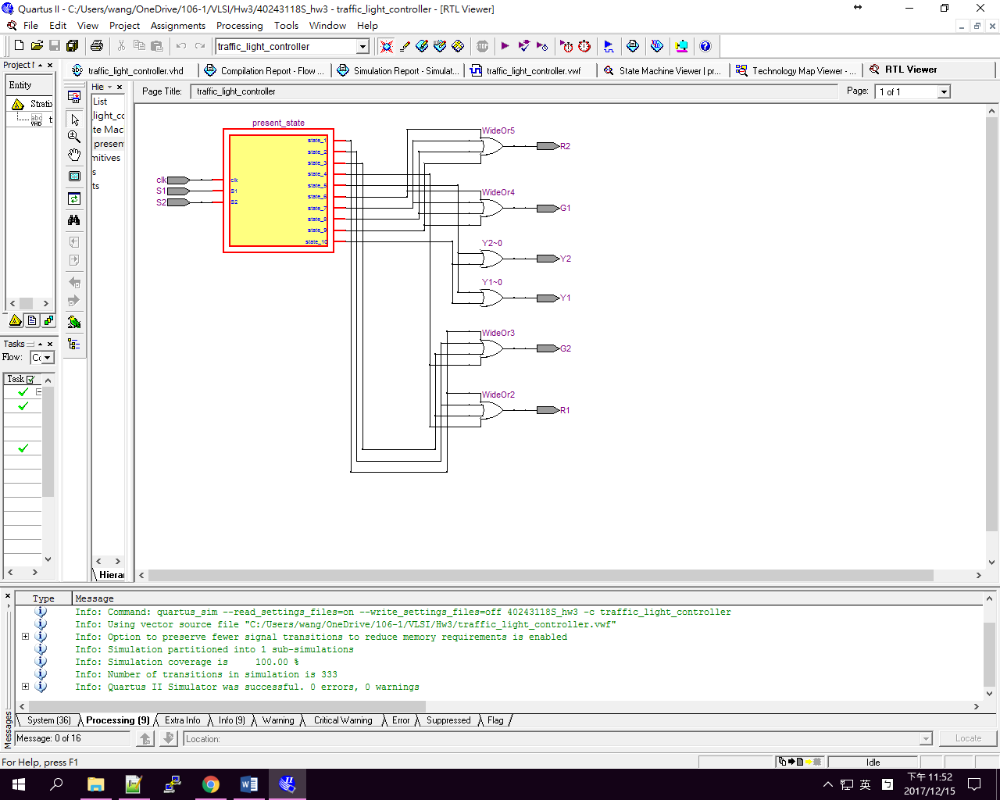 Quartus II - C:/Users/wang/OneDrive/106-1/VLSI/Hw3/40243118S_hw3 - traffic_light_controller - [RTL Viewer]
File Edit View Project Assignments Processing Tools Window Help
traffic_light_controller
STOP
Project
Entity
Strati
abc
VHD
t
traffic_light_controller.vhd
Compilation Report - Flow ...
Simulation Report - Simulat...
traffic_light_controller.vwf
State Machine Viewer | pr...
Technology Map Viewer - ...
RTL Viewer
Hie
List
_light_cc
te Mac
present
mitives
s
ts
Hierar
Page Title: traffic_light_controller
Page: 1 of 1
present_state
clk
S1
S2
clk
S1
S2
state_1
state_2
state_3
state_4
state_5
state_6
state_7
state_8
state_9
state_10
WideOr5
R2
WideOr4
G1
Y2~0
Y2
Y1~0
Y1
WideOr3
G2
WideOr2
R1
Tasks
Flow: Co
Task
Type Message
Info: Command: quartus_sim --read_settings_files=on --write_settings_files=off 40243118S_hw3 -c traffic_light_controller
Info: Using vector source file "C:/Users/wang/OneDrive/106-1/VLSI/Hw3/traffic_light_controller.vwf"
Info: Option to preserve fewer signal transitions to reduce memory requirements is enabled
Info: Simulation partitioned into 1 sub-simulations
Info: Simulation coverage is 100.00 %
Info: Number of transitions in simulation is 333
Info: Quartus II Simulator was successful. 0 errors, 0 warnings
Messages
System (36) Processing (9) Extra Info Info (9) Warning Critical Warning Error Suppressed Flag
Message: 0 of 16
Location:
Locate
For Help, press F1
Idle
英
下午 11:52
2017/12/15